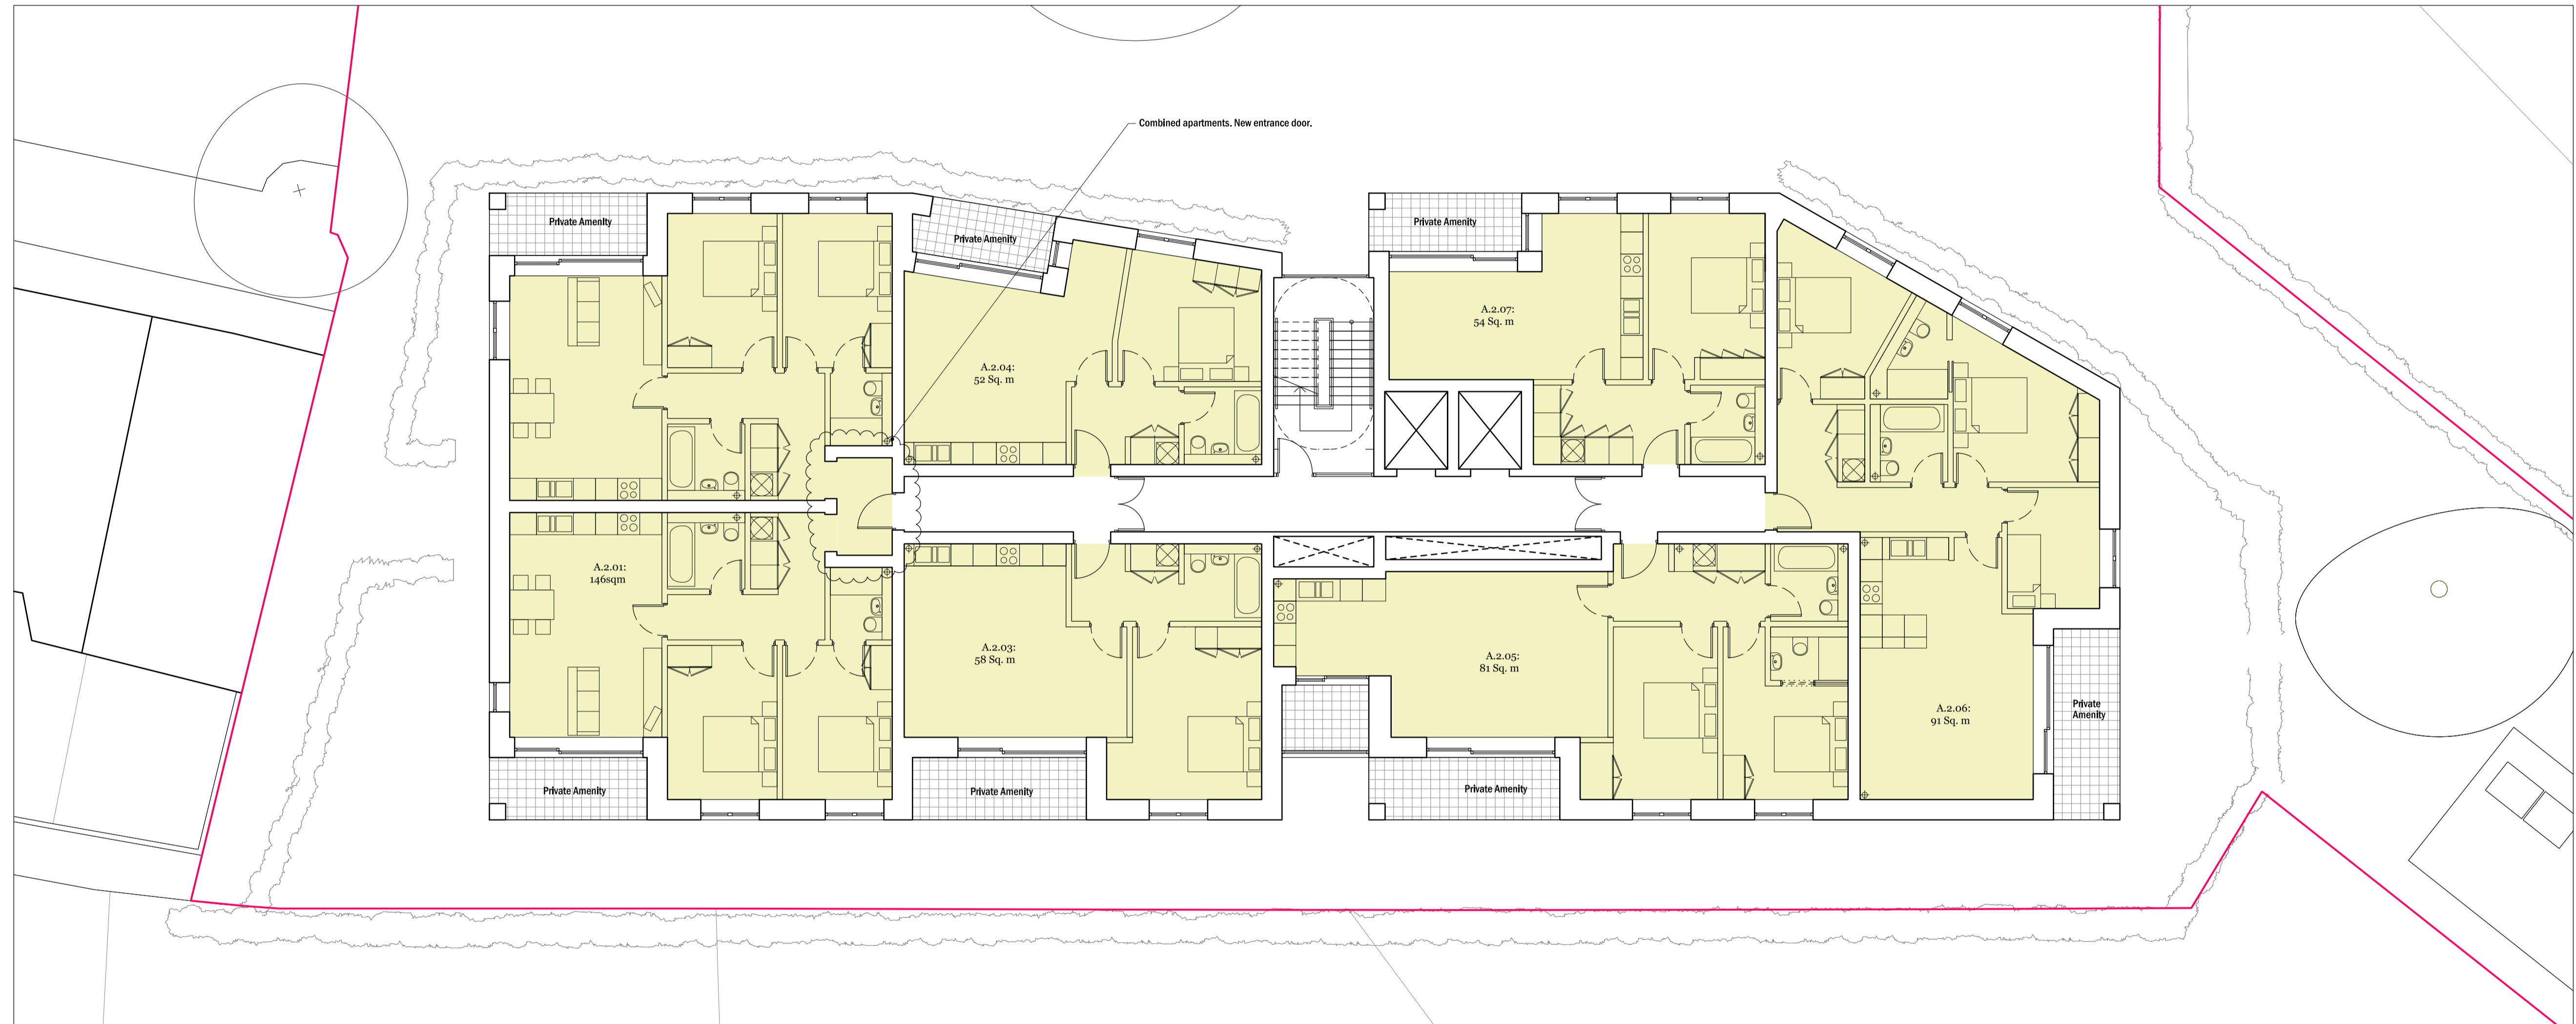 Combined apartments. New entrance door.
Private Amenity
Private Amenity
Private Amenity
A.2.07:
54 Sq. m
A.2.04:
52 Sq. m
A.2.01:
146sqm
A.2.03:
58 Sq. m
A.2.05:
81 Sq. m
A.2.06:
91 Sq. m
Private
Amenity
Private Amenity
Private Amenity
Private Amenity